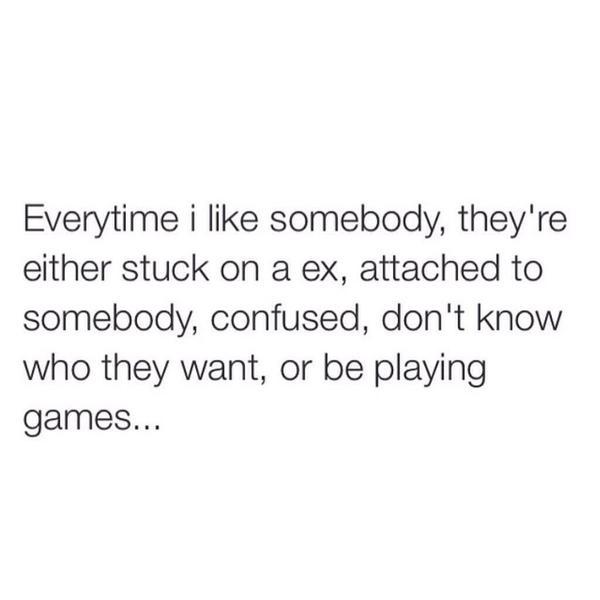 Everytime i like somebody, they're
either stuck on a ex, attached to
somebody, confused, don't know
who they want, or be playing
games...